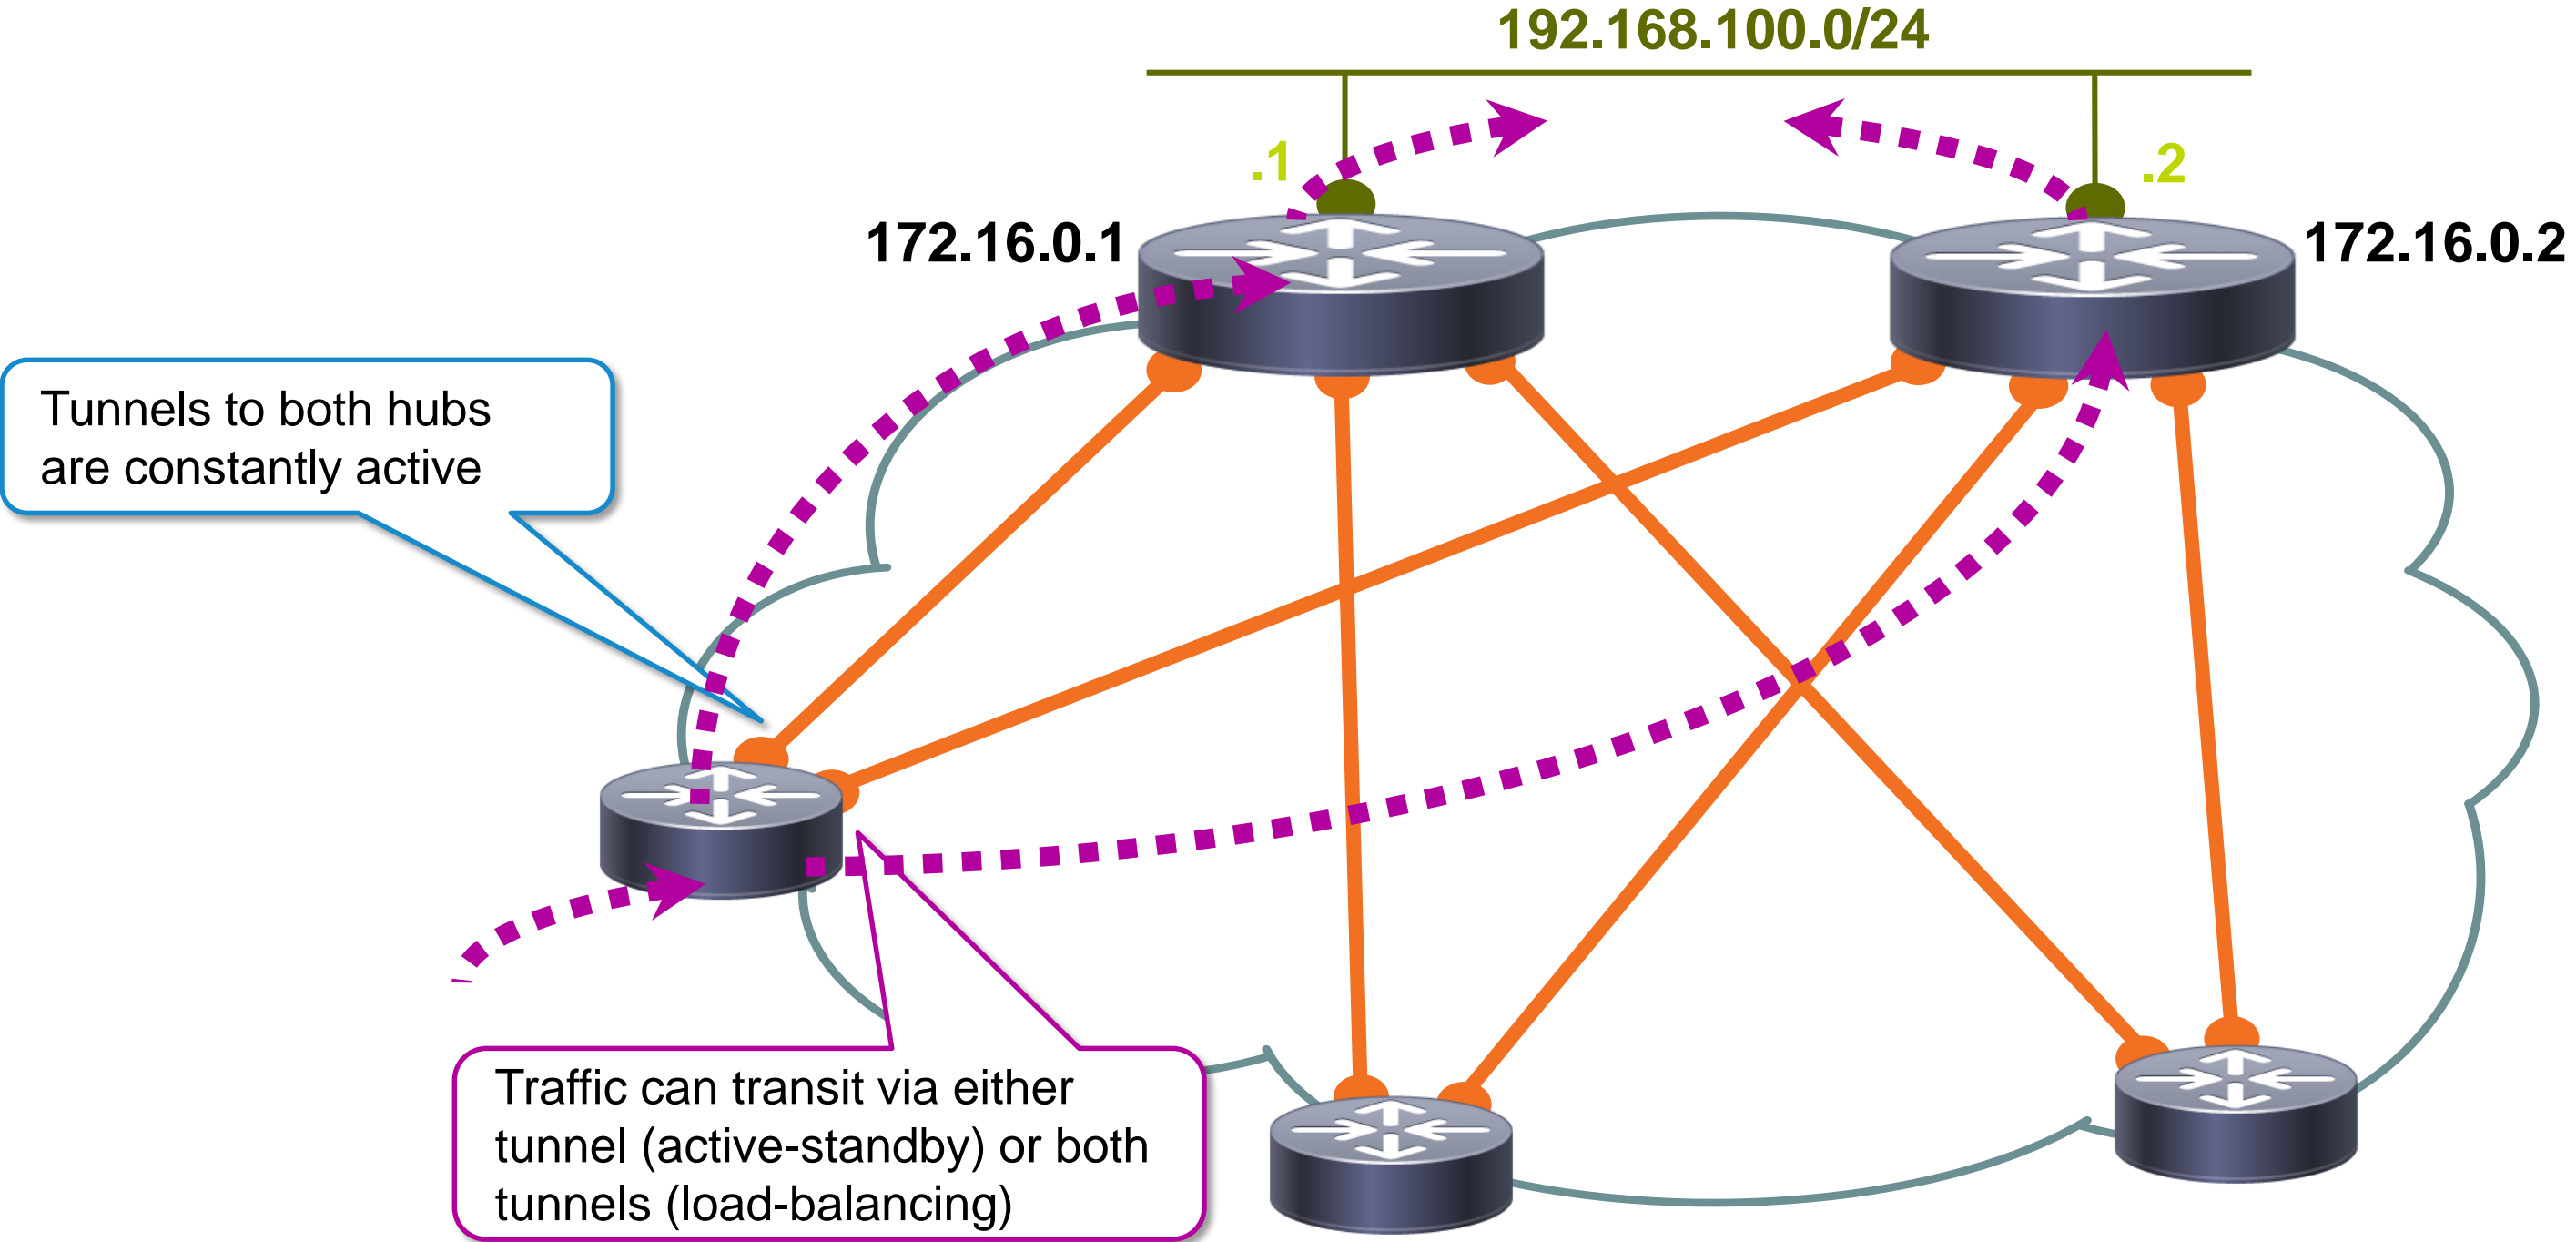 192.168.100.0/24
.1
.2
172.16.0.1
172.16.0.2
Tunnels to both hubs
are constantly active
Traffic can transit via either
tunnel (active-standby) or both
tunnels (load-balancing)